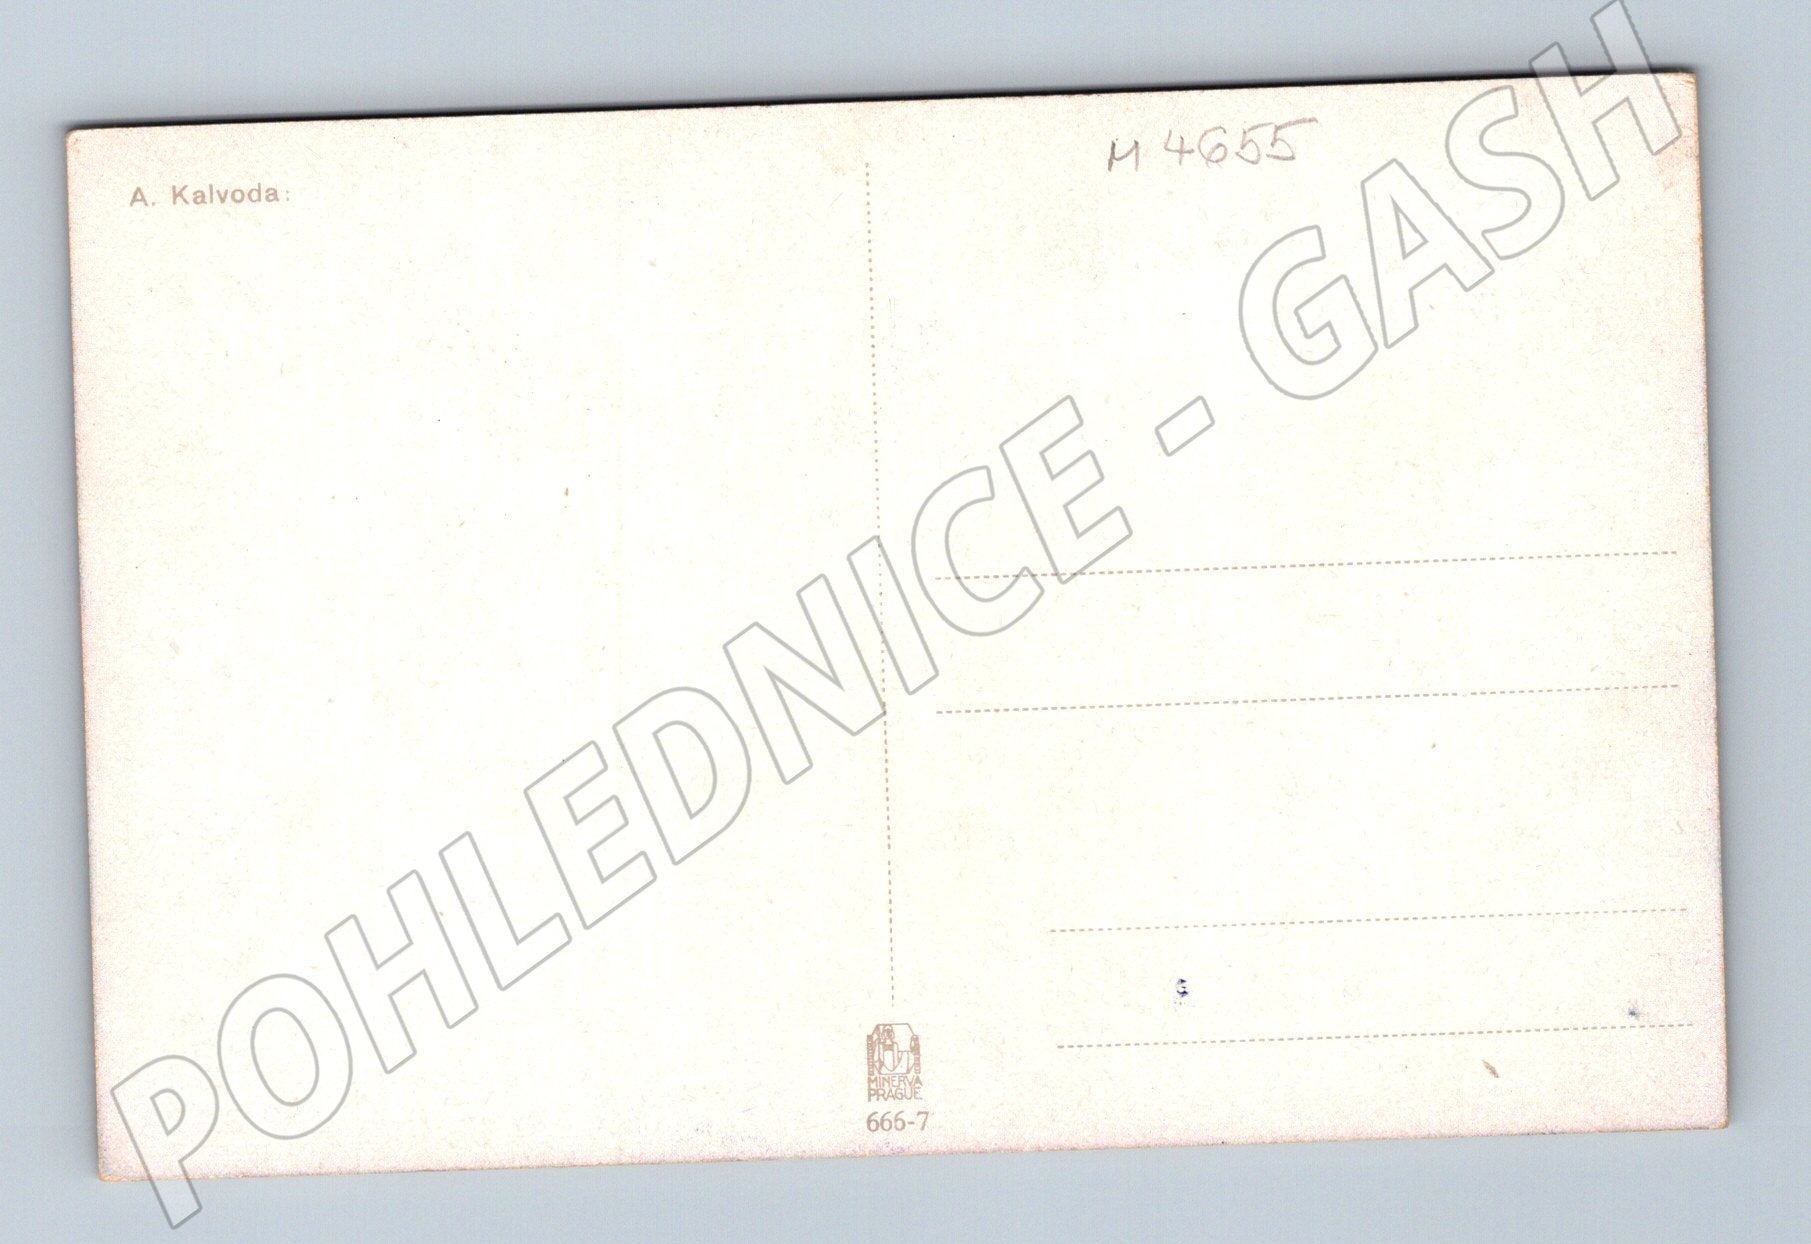 M 4655
A. Kalvoda:
POHLEDNICE - GASH
MINERVA
PRAGUE
666-7